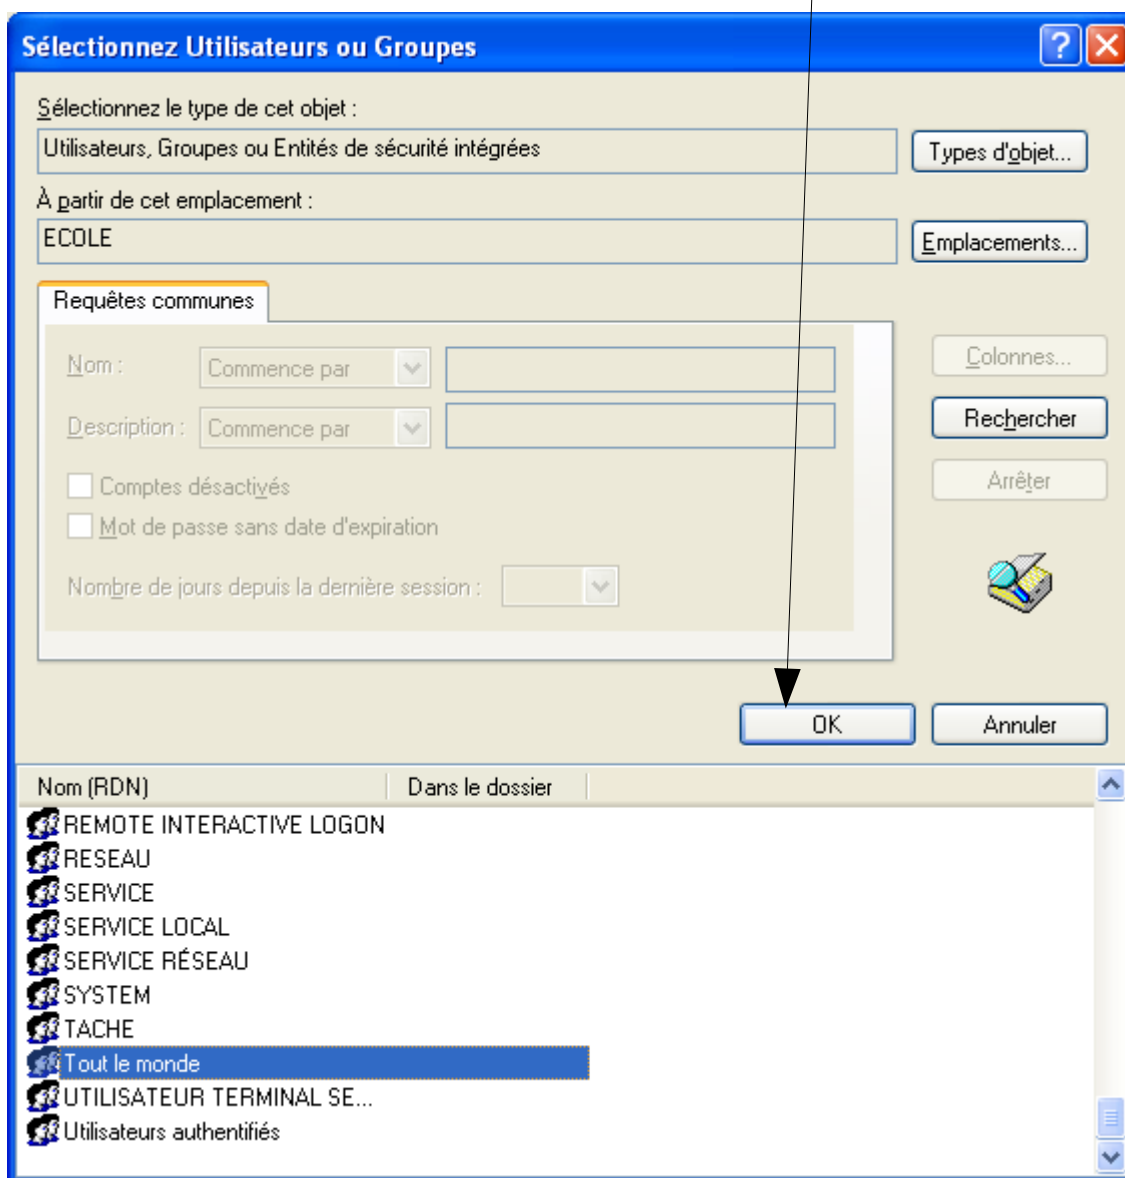 Sélectionnez Utilisateurs ou Groupes
Sélectionnez le type de cet objet :
Utilisateurs, Groupes ou Entités de sécurité intégrées
Types d'objet...
À partir de cet emplacement :
ECOLE
Emplacements...
Requêtes communes
Nom :
Commence par
Colonnes...
Description :
Commence par
Rechercher
Comptes désactivés
Arrêter
Mot de passe sans date d'expiration
Nombre de jours depuis la dernière session :
OK
Annuler
Nom (RDN)
Dans le dossier
REMOTE INTERACTIVE LOGON
RESEAU
SERVICE
SERVICE LOCAL
SERVICE RÉSEAU
SYSTEM
TACHE
Tout le monde
UTILISATEUR TERMINAL SE...
Utilisateurs authentifiés